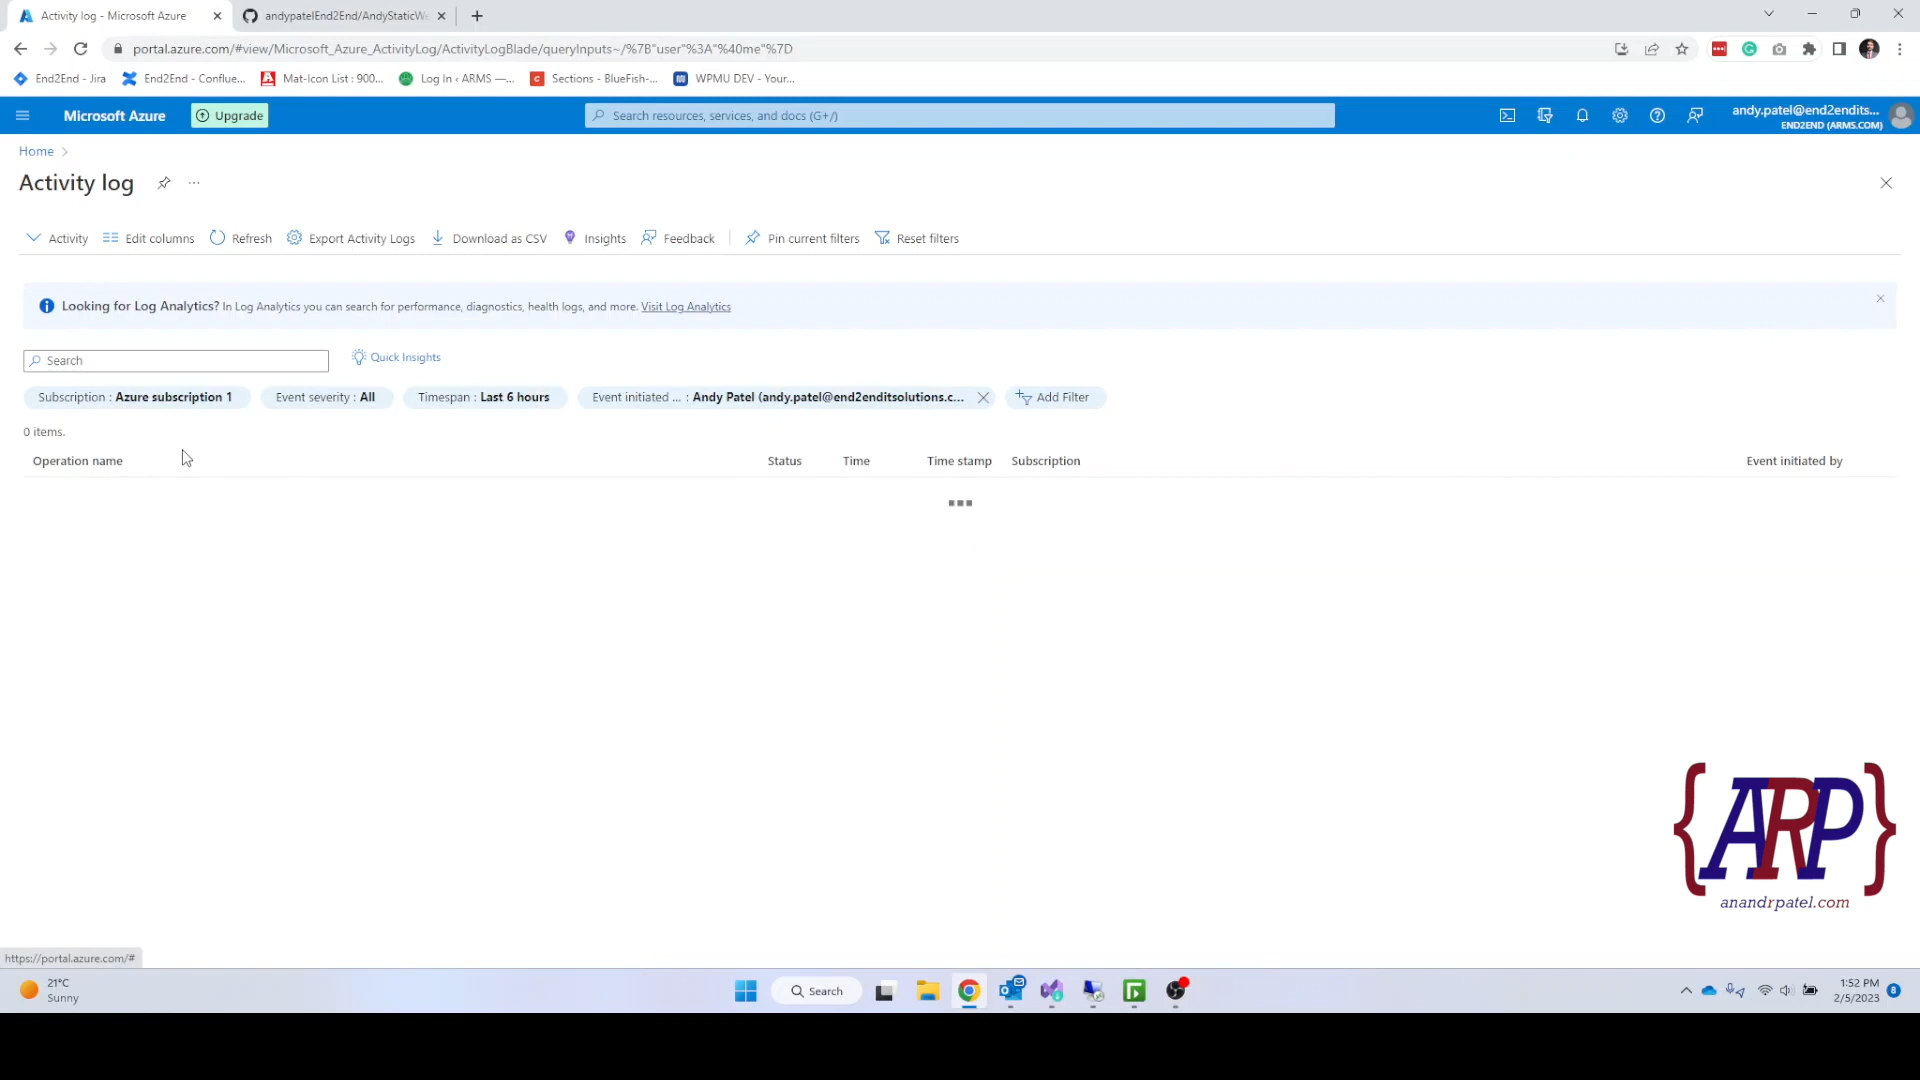 Activity log - Microsoft Azure
andypatelEnd2End/AndyStaticWe
portal.azure.com/#view/Microsoft_Azure_ActivityLog/ActivityLogBlade/queryInputs~/%7B"user"%3A"%40me"%7D
End2End - Jira
End2End - Conflue...
Mat-Icon List : 900...
Log In ‹ ARMS —...
Sections - BlueFish-...
WPMU DEV - Your...
Microsoft Azure
Upgrade
Search resources, services, and docs (G+/)
andy.patel@end2endits...
END2END (ARMS.COM)
Home
Activity log
Activity
Edit columns
Refresh
Export Activity Logs
Download as CSV
Insights
Feedback
Pin current filters
Reset filters
Looking for Log Analytics? In Log Analytics you can search for performance, diagnostics, health logs, and more. Visit Log Analytics
Search
Quick Insights
Subscription : Azure subscription 1
Event severity : All
Timespan : Last 6 hours
Event initiated ... : Andy Patel (andy.patel@end2enditsolutions.c...
Add Filter
0 items.
Operation name
Status
Time
Time stamp
Subscription
Event initiated by
{ARP}
anandrpatel.com
https://portal.azure.com/#
21°C
Sunny
Search
1:52 PM
2/5/2023
8